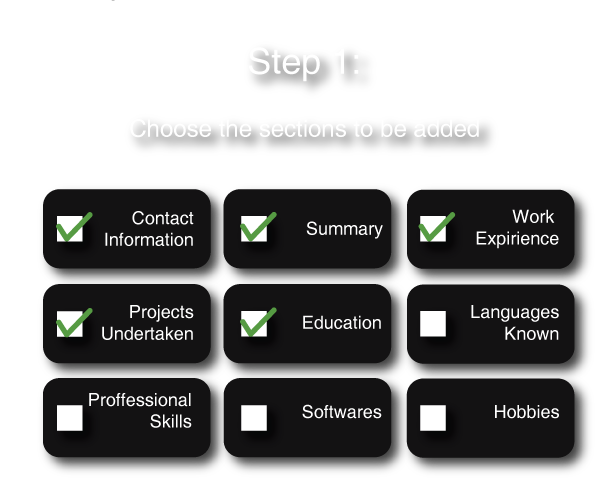 Step 1:
Choose the sections to be added
Contact
Information
Summary
Work
Expirience
Projects
Undertaken
Education
Languages
Known
Proffessional
Skills
Softwares
Hobbies